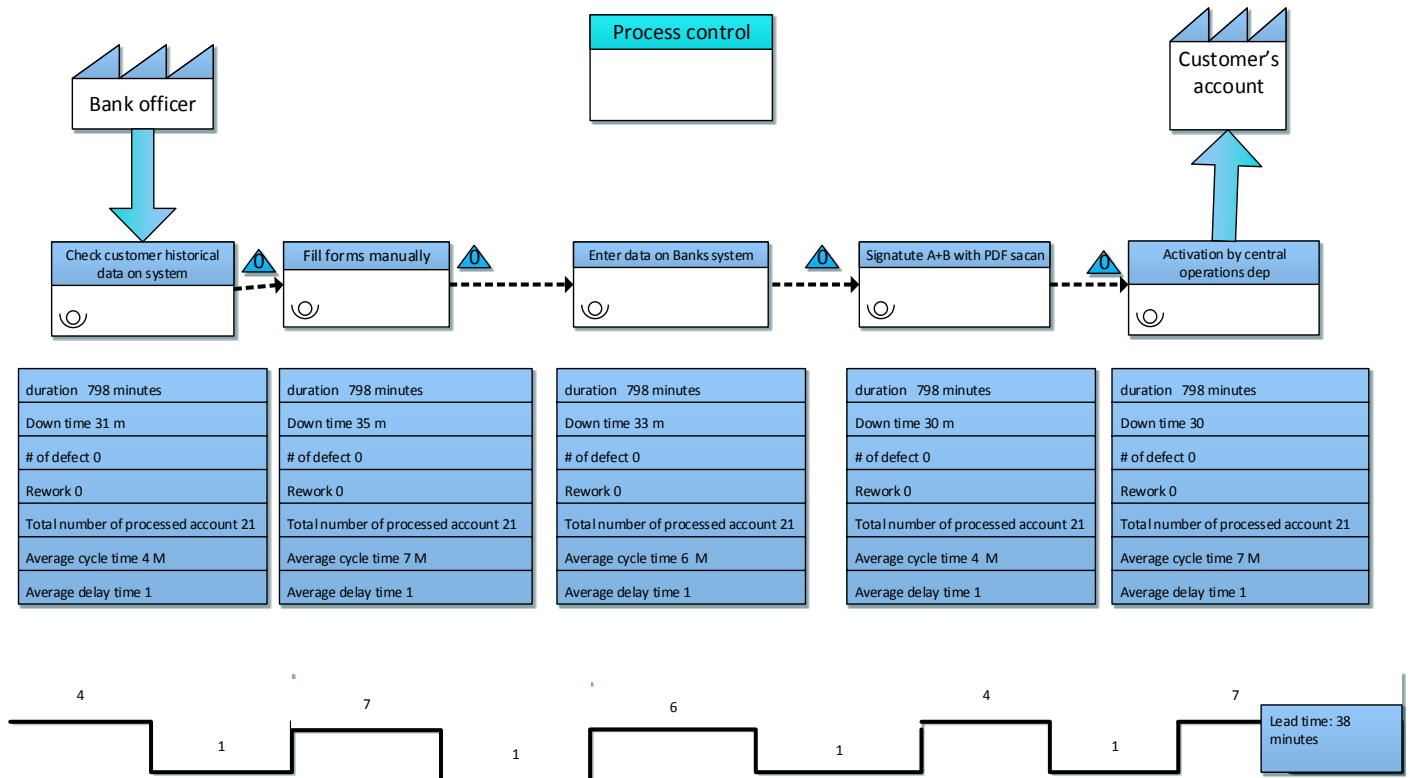 Process control
Bank officer
Customer's
account
Check customer historical
data on system
0
Fill forms manually
0
Enter data on Banks system
0
Signatute A+B with PDF sacan
0
Activation by central
operations dep
duration 798 minutes
Down time 31 m
# of defect 0
Rework 0
Total number of processed account 21
Average cycle time 4 M
Average delay time 1
duration 798 minutes
Down time 35 m
# of defect 0
Rework 0
Total number of processed account 21
Average cycle time 7 M
Average delay time 1
duration 798 minutes
Down time 33 m
# of defect 0
Rework 0
Total number of processed account 21
Average cycle time 6 M
Average delay time 1
duration 798 minutes
Down time 30 m
# of defect 0
Rework 0
Total number of processed account 21
Average cycle time 4 M
Average delay time 1
duration 798 minutes
Down time 30
# of defect 0
Rework 0
Total number of processed account 21
Average cycle time 7 M
Average delay time 1
4
1
7
1
6
1
4
1
7
Lead time: 38
minutes